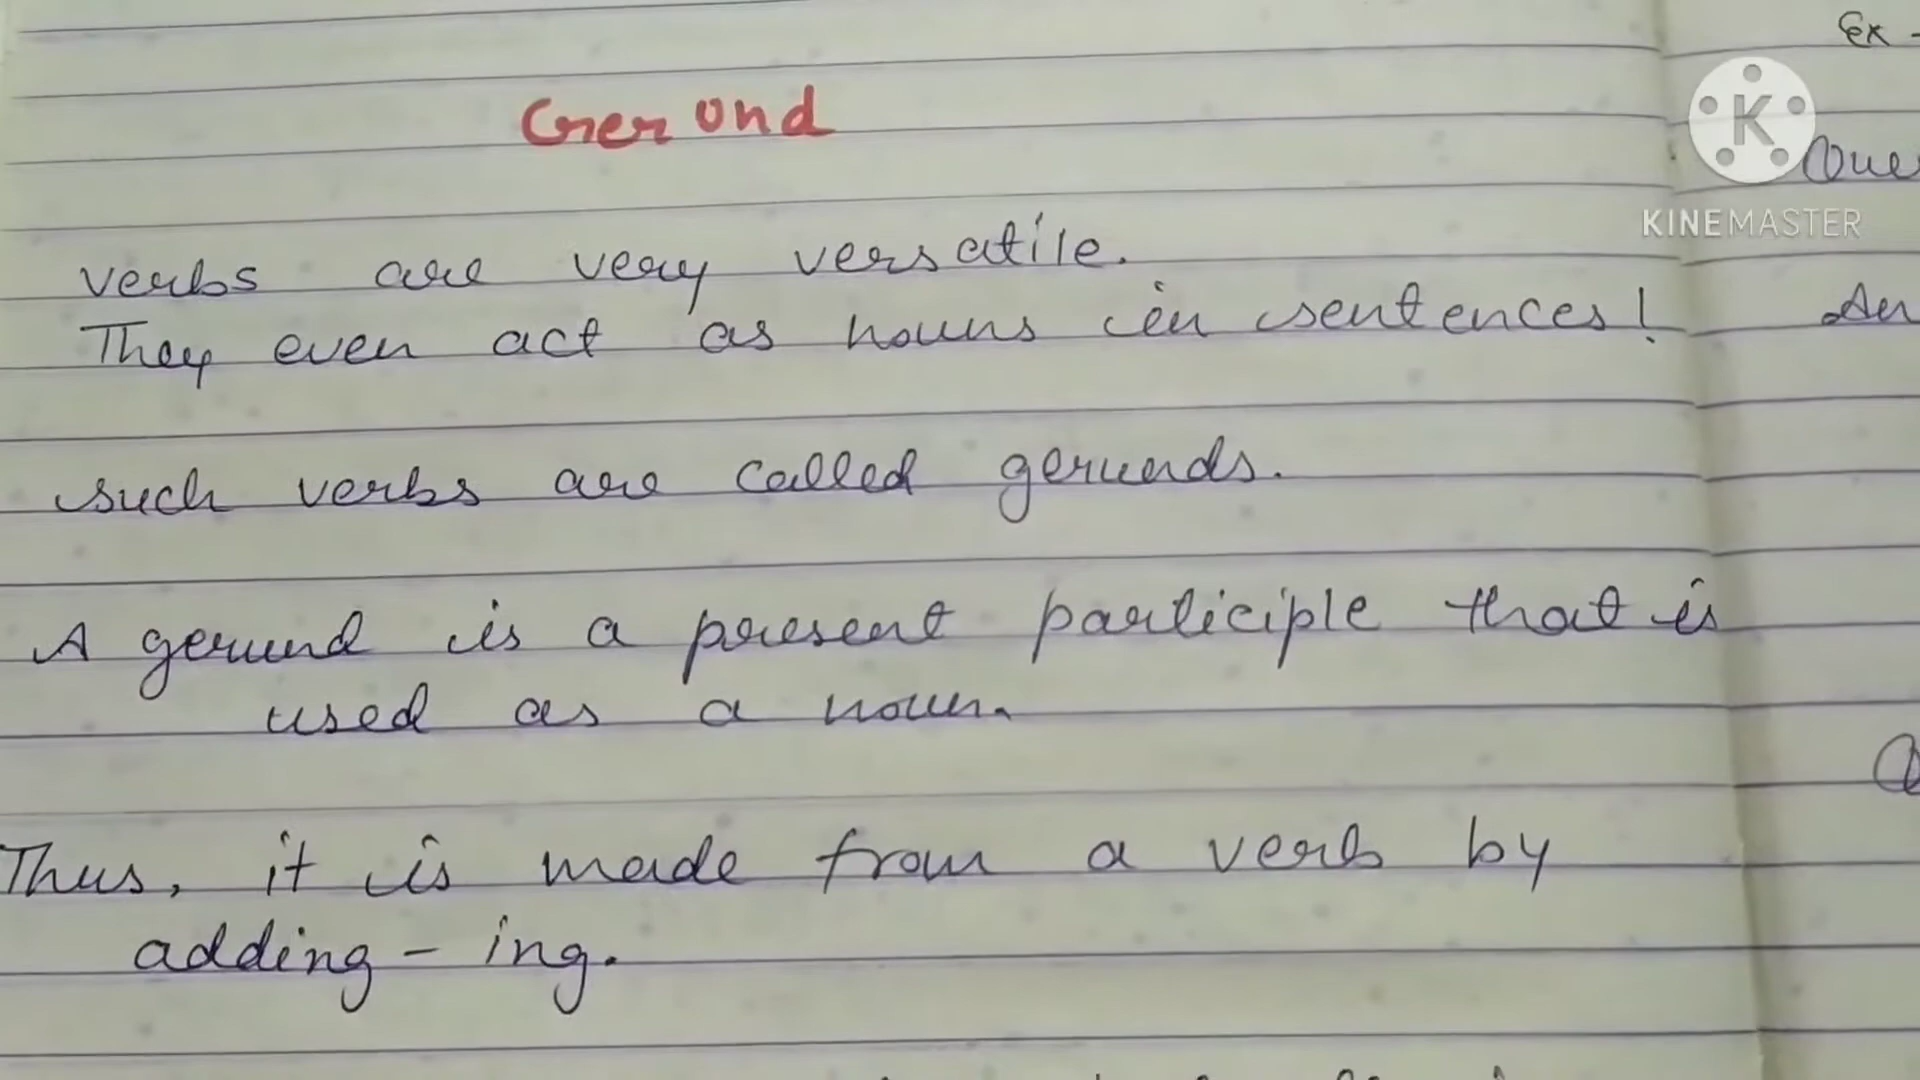 Gerund
verbs are very versatile.
They even act as nouns in sentences!
such verbs are called gerunds.
A gerund is a present participle that is
used as a noun.
Thus, it is made from a verb by
adding - ing.
Ex -
K
KINEMASTER